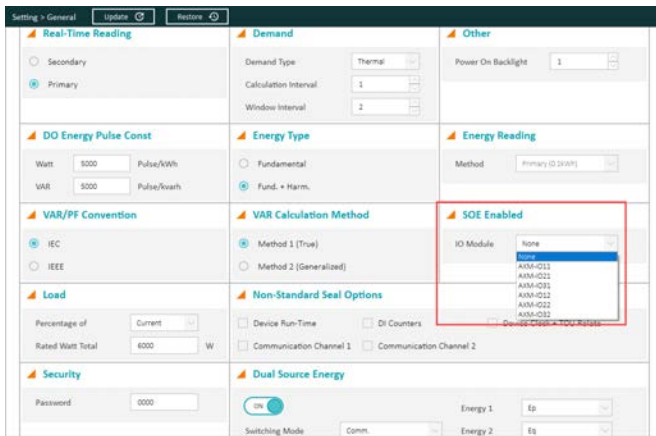 Setting > General Update Restore
Real-Time Reading
Secondary
Primary
Demand
Demand Type Thermal
Calculation Interval 1
Window Interval 2
Other
Power On Backlight 1
DO Energy Pulse Const
Watt 5000 Pulse/kWh
VAR 5000 Pulse/kvarh
Energy Type
Fundamental
Fund. + Harm.
Energy Reading
Method Primary (0.1kWh)
VAR/PF Convention
IEC
IEEE
VAR Calculation Method
Method 1 (True)
Method 2 (Generalized)
SOE Enabled
IO Module None
None
AXM-IO11
AXM-IO21
AXM-IO31
AXM-IO12
AXM-IO22
AXM-IO32
Load
Percentage of Current
Rated Watt Total 6000 W
Non-Standard Seal Options
Device Run-Time DI Counters Device Clock + TOU Relate
Communication Channel 1 Communication Channel 2
Security
Password 0000
Dual Source Energy
ON
Switching Mode Comm.
Energy 1 Ep
Energy 2 Eq